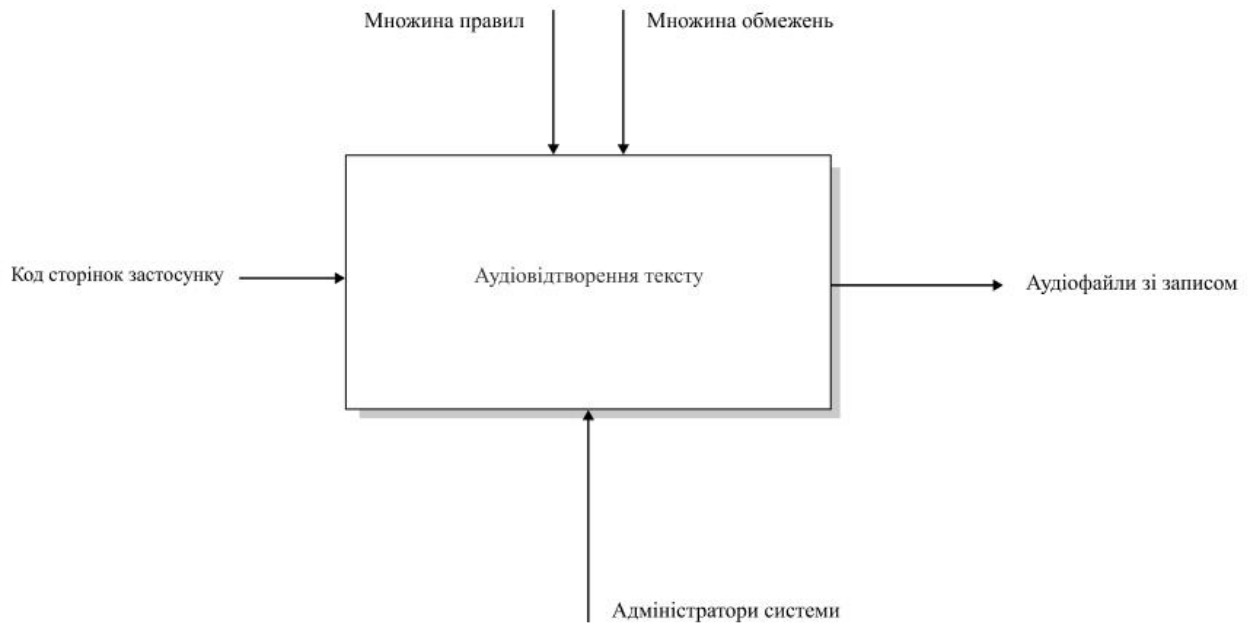 Множина правил
Множина обмежень
Код сторінок застосунку
Аудіовідтворення тексту
Аудіофайли зі записом
Адміністратори системи